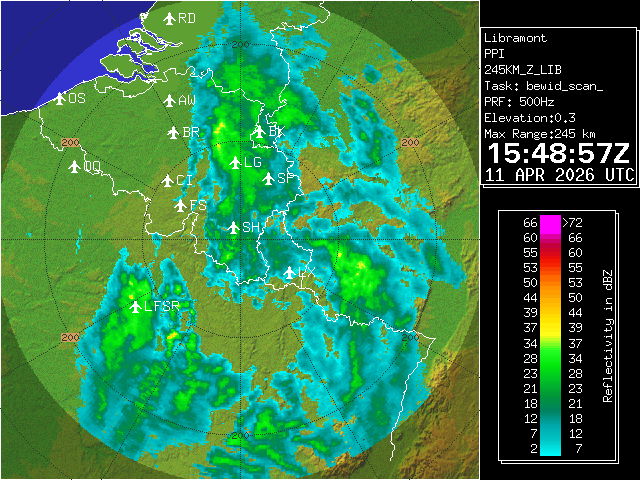 RD
200
OS
AW
BR
BK
200
200
OQ
LG
CI
SP
FS
SH
LX
LFSR
200
200
200
Libramont
PPI
245KM_Z_LIB
Task: bewid_scan_
PRF: 500Hz
Elevation:0.3
Max Range:245 km
15:48:57Z
11 APR 2026 UTC
66 >72
60 66
55 60
53 55
50 53
44 50
39 44
37 39
34 37
28 34
23 28
21 23
18 21
12 18
7 12
2 7
Reflectivity in dBZ